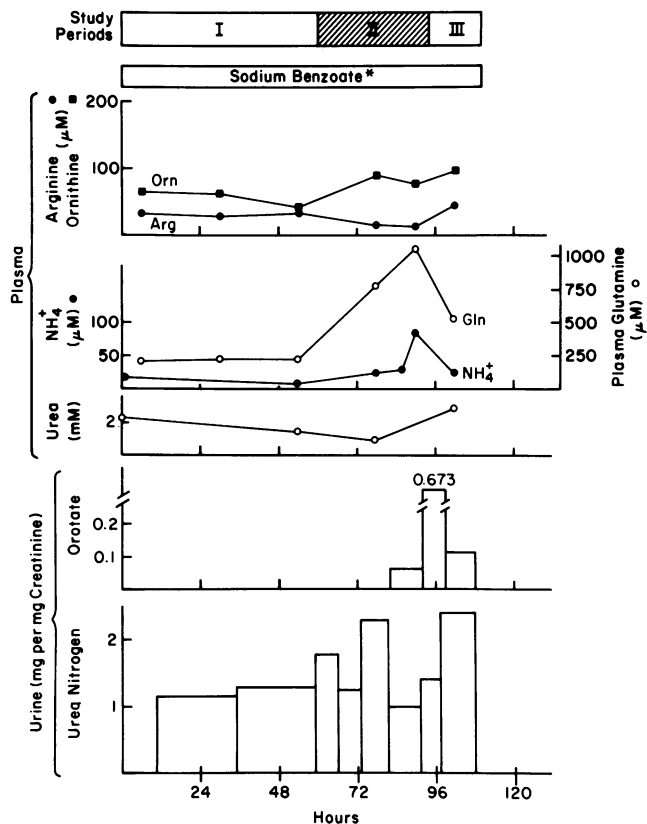 Study
Periods
I
II
III
Sodium Benzoate*
Plasma
Arginine ●
Ornithine ■
(μM)
200
100
Orn
Arg
NH4+
(μM) ●
100
50
Gln
NH4+
1000
750
500
250
Plasma Glutamine
(μM) ○
Urea
(mM)
2
Urine (mg per mg Creatinine)
Orotate
0.2
0.1
0.673
Urea Nitrogen
2
1
24 48 72 96 120
Hours